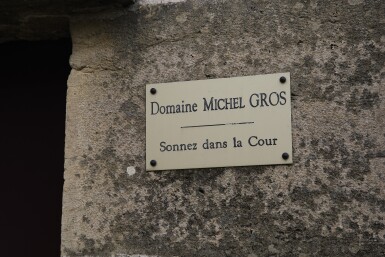 Domaine MICHEL GROS
Sonnez dans la Cour